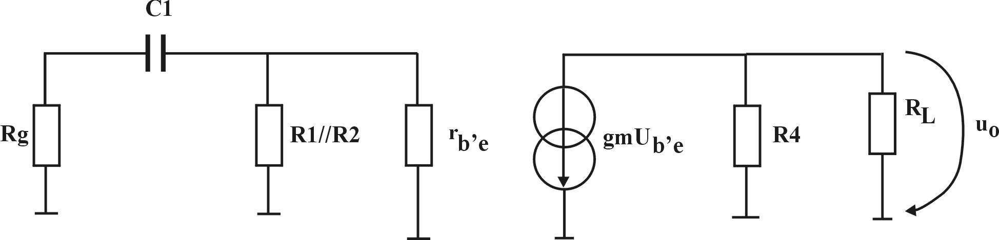 C1
Rg
R1//R2
rb’e
gmUb’e
R4
RL
uo